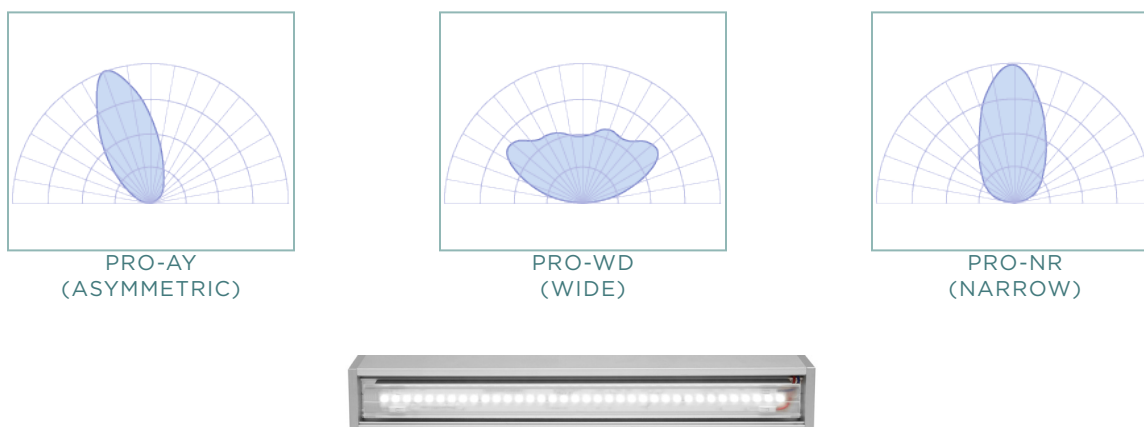 PRO-AY
(ASYMMETRIC)
PRO-WD
(WIDE)
PRO-NR
(NARROW)